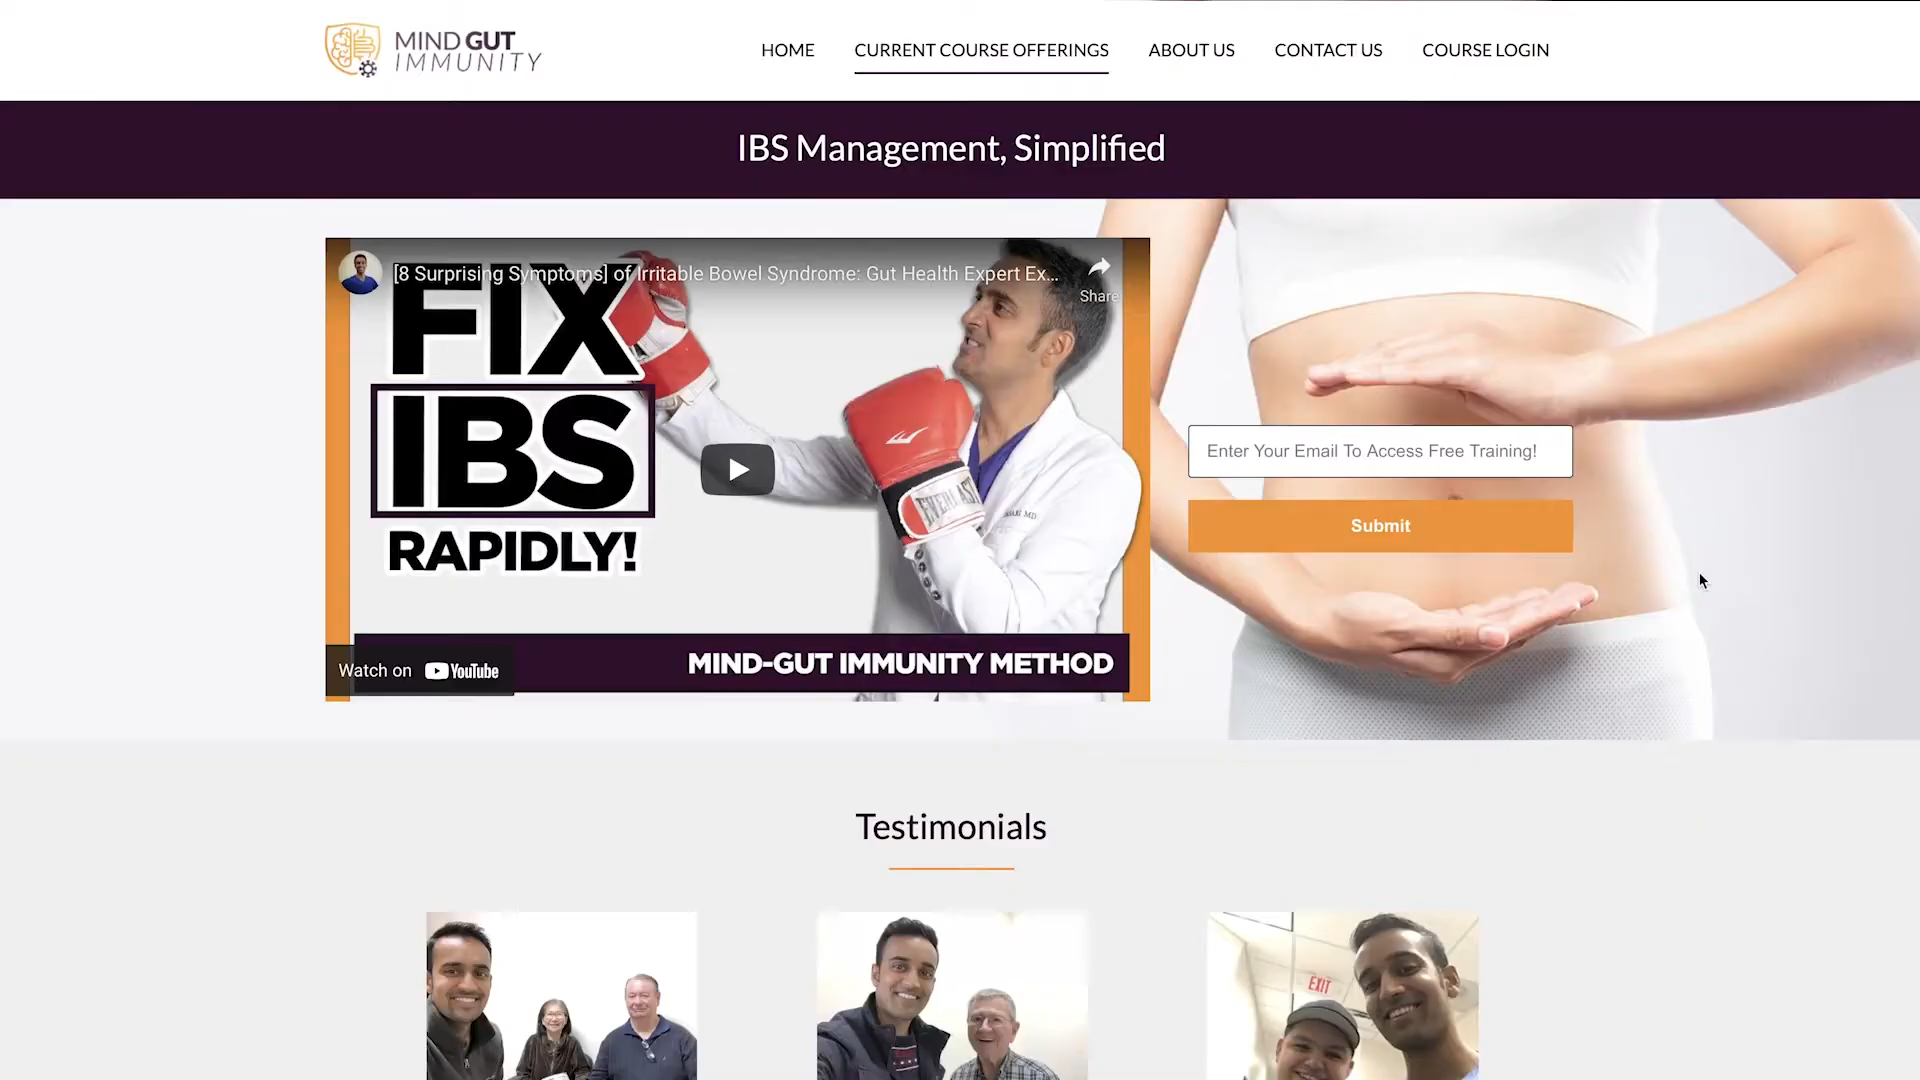 MIND GUT
IMMUNITY
HOME
CURRENT COURSE OFFERINGS
ABOUT US
CONTACT US
COURSE LOGIN
IBS Management, Simplified
[8 Surprising Symptoms] of Irritable Bowel Syndrome: Gut Health Expert Ex...
Share
FIX
IBS
RAPIDLY!
EVERLAST
MD
MIND-GUT IMMUNITY METHOD
Watch on YouTube
Enter Your Email To Access Free Training!
Submit
Testimonials
EXIT